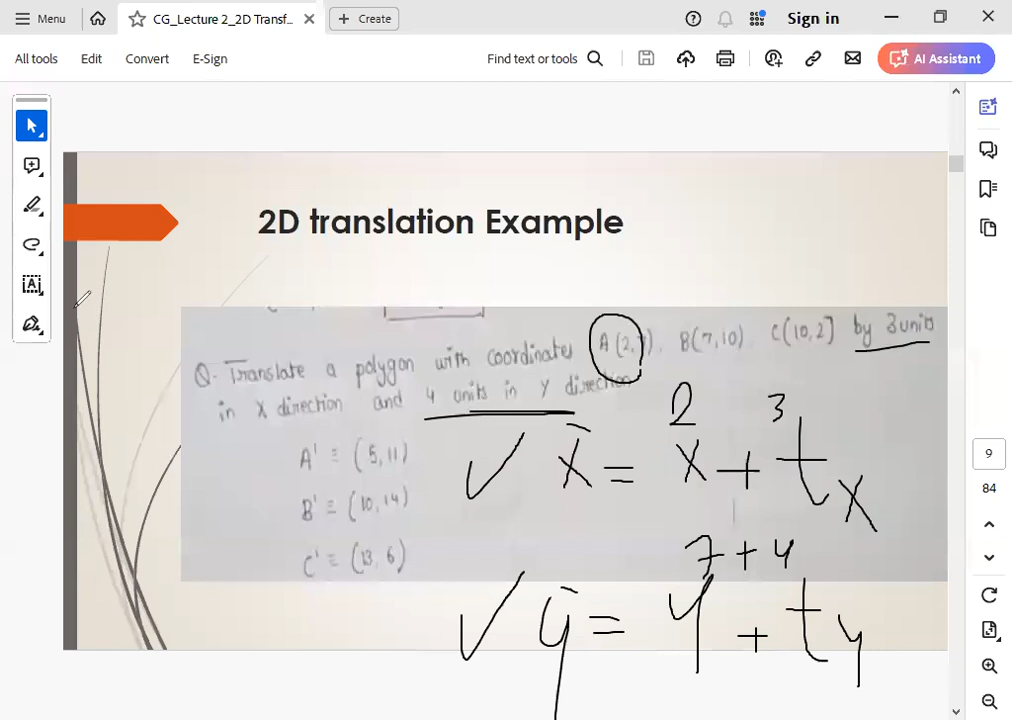 Menu CG_Lecture 2_2D Transf... Create Sign in
All tools Edit Convert E-Sign Find text or tools AI Assistant
2D translation Example
Q- Translate a polygon with coordinates A(2,7), B(7,10), C(10,2) by 3 units
in X direction and 4 units in Y direction
2 3
A' ≡ (5,11)
✓ x̄ = x + tx
B' ≡ (10,14)
7 + 4
C' ≡ (13,6)
✓ ȳ = y + ty
9
84